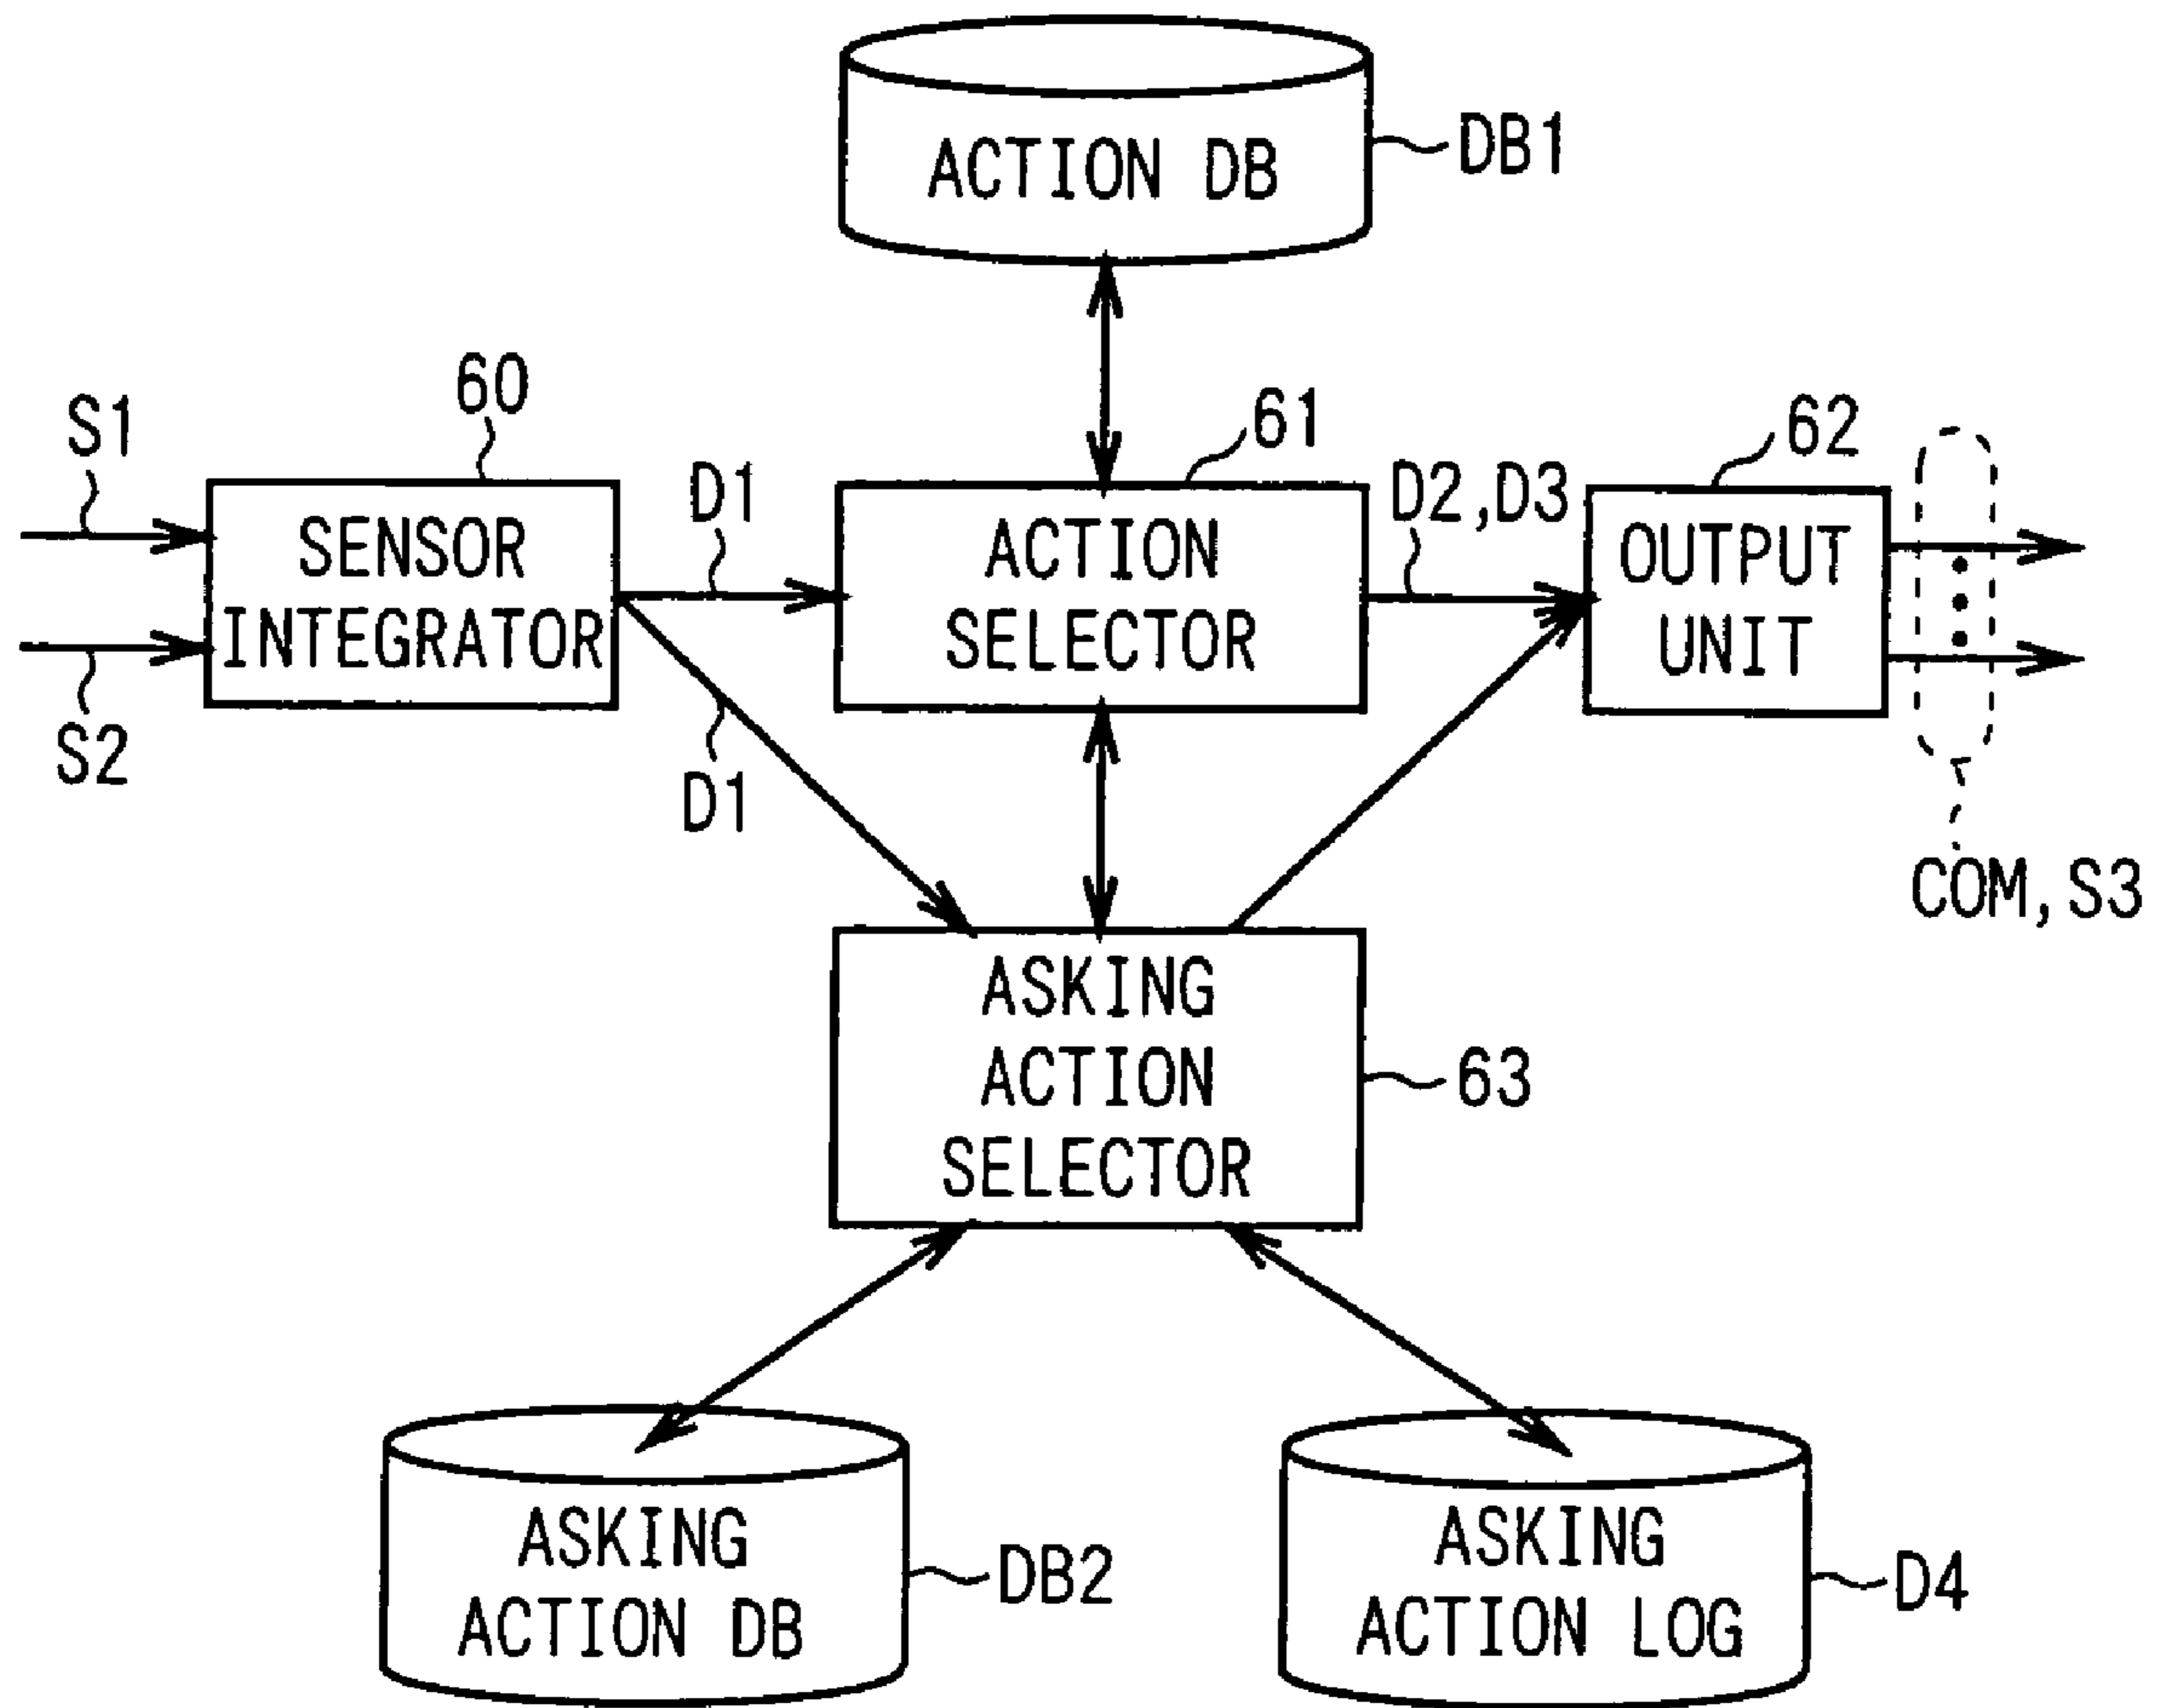 ACTION DB
DB1
60
61
62
S1
D1
D2,D3
SENSOR
INTEGRATOR
ACTION
SELECTOR
OUTPUT
UNIT
S2
D1
COM,S3
ASKING
ACTION
SELECTOR
63
ASKING
ACTION DB
DB2
ASKING
ACTION LOG
D4